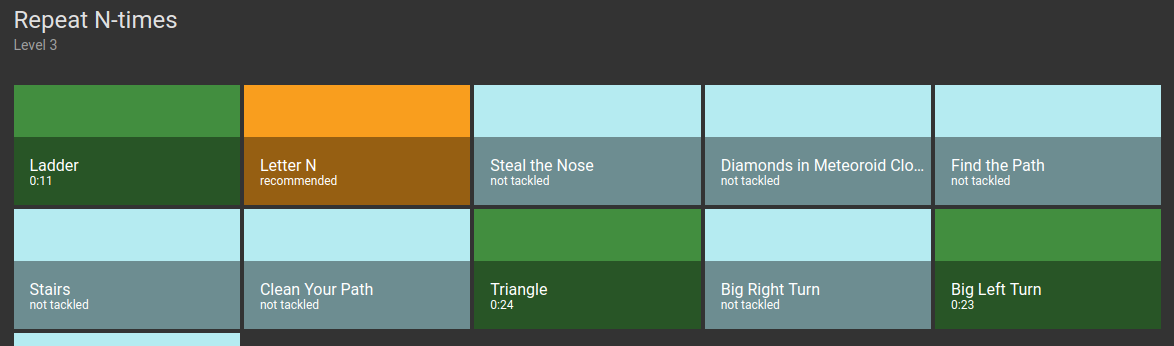 Repeat N-times
Level 3
Ladder
0:11
Letter N
recommended
Steal the Nose
not tackled
Diamonds in Meteoroid Clo...
not tackled
Find the Path
not tackled
Stairs
not tackled
Clean Your Path
not tackled
Triangle
0:24
Big Right Turn
not tackled
Big Left Turn
0:23